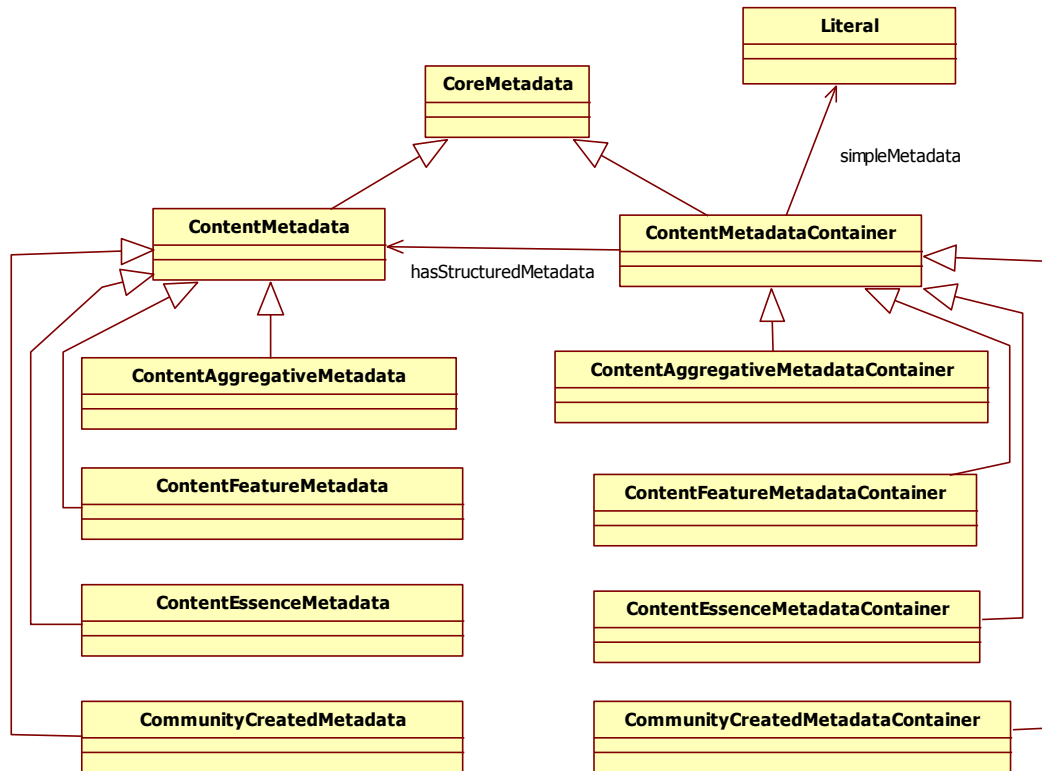 Literal
CoreMetadata
simpleMetadata
ContentMetadata
ContentMetadataContainer
hasStructuredMetadata
ContentAggregativeMetadata
ContentAggregativeMetadataContainer
ContentFeatureMetadata
ContentFeatureMetadataContainer
ContentEssenceMetadata
ContentEssenceMetadataContainer
CommunityCreatedMetadata
CommunityCreatedMetadataContainer